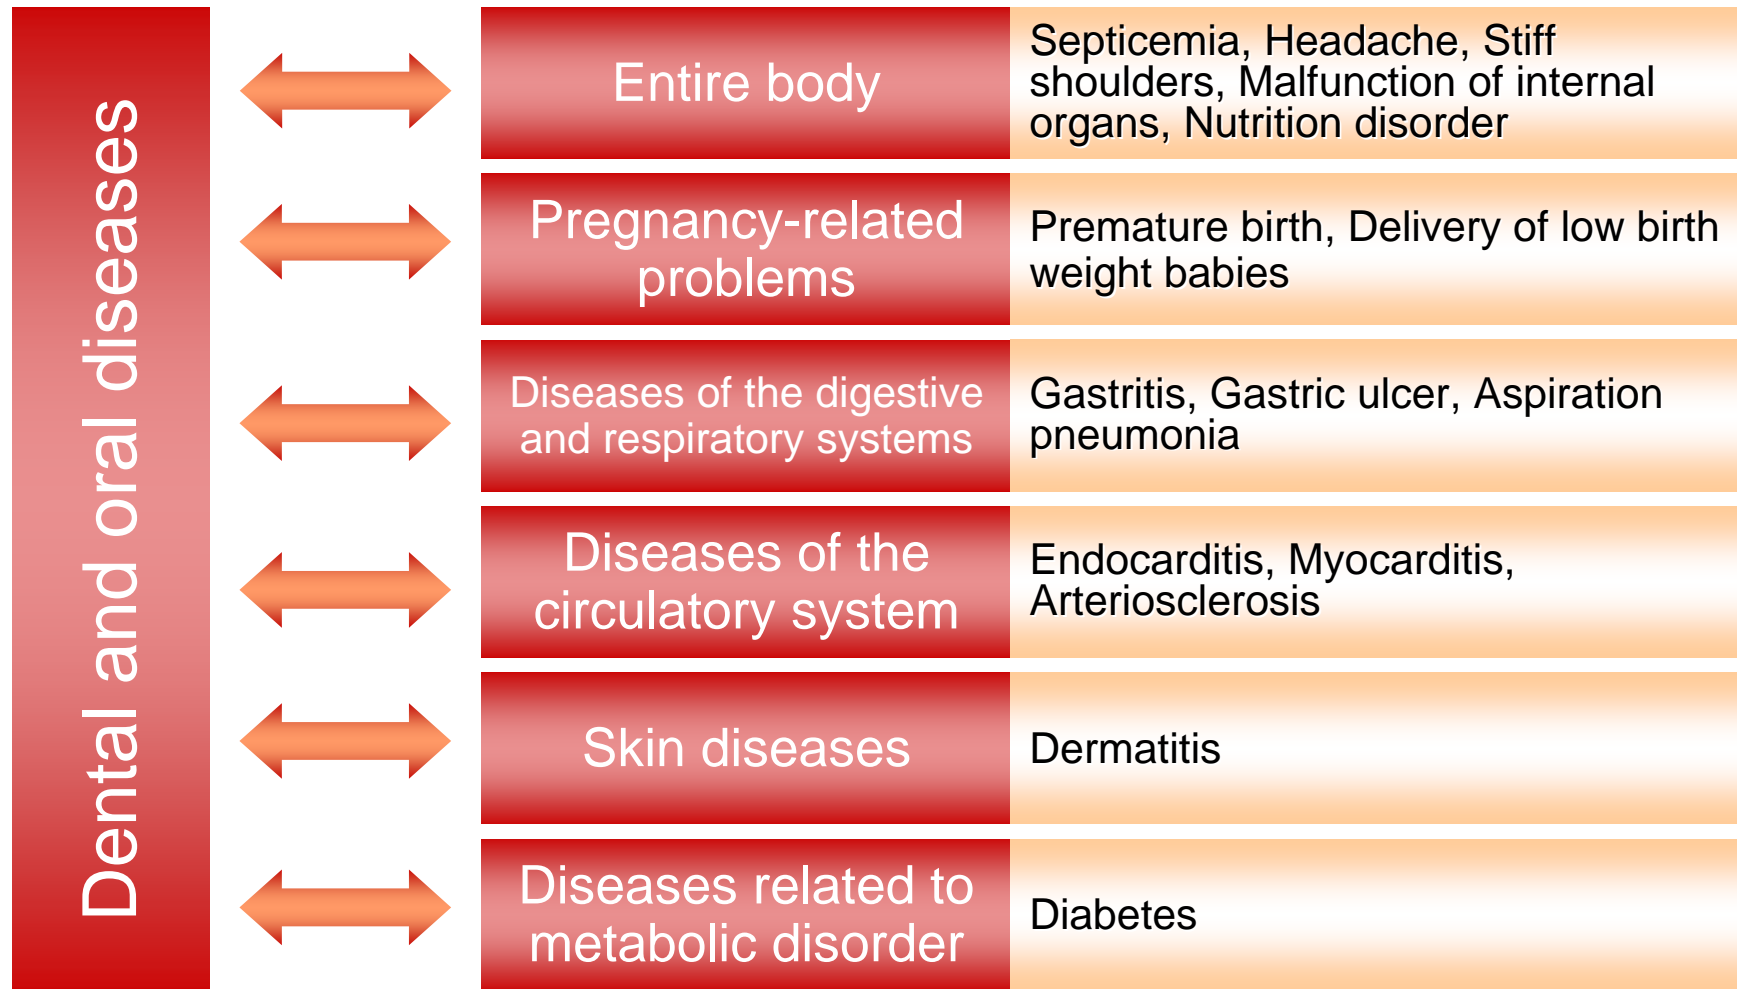 Dental and oral diseases
Entire body
Septicemia, Headache, Stiff
shoulders, Malfunction of internal
organs, Nutrition disorder
Pregnancy-related
problems
Premature birth, Delivery of low birth
weight babies
Diseases of the digestive
and respiratory systems
Gastritis, Gastric ulcer, Aspiration
pneumonia
Diseases of the
circulatory system
Endocarditis, Myocarditis,
Arteriosclerosis
Skin diseases
Dermatitis
Diseases related to
metabolic disorder
Diabetes